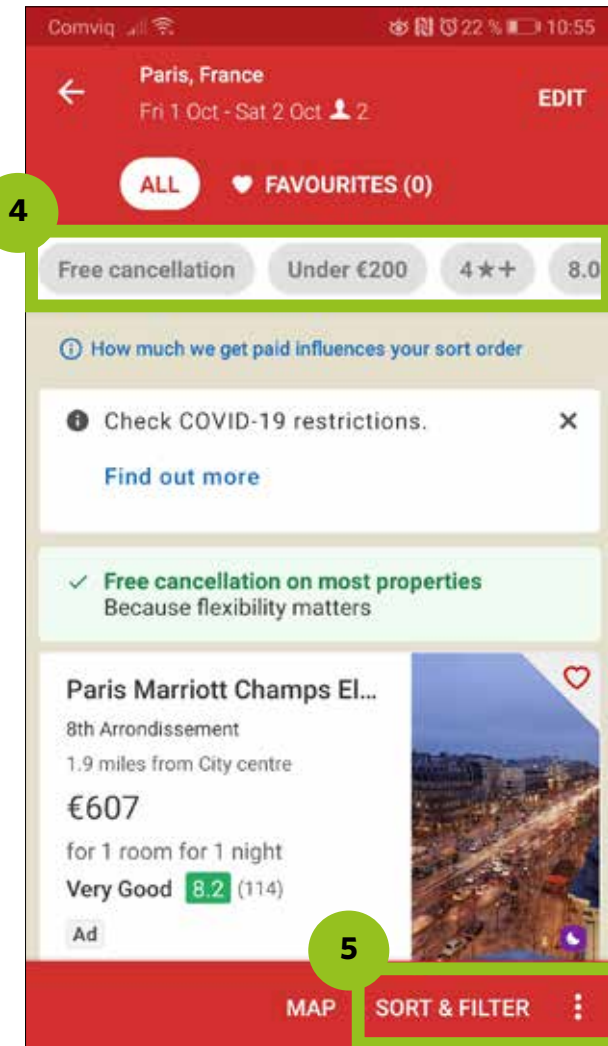 Comviq 22 % 10:55
Paris, France
Fri 1 Oct - Sat 2 Oct 2
EDIT
ALL FAVOURITES (0)
4
Free cancellation Under €200 4★+ 8.0
How much we get paid influences your sort order
Check COVID-19 restrictions.
Find out more
Free cancellation on most properties
Because flexibility matters
Paris Marriott Champs El...
8th Arrondissement
1.9 miles from City centre
€607
for 1 room for 1 night
Very Good 8.2 (114)
Ad
5
MAP SORT & FILTER